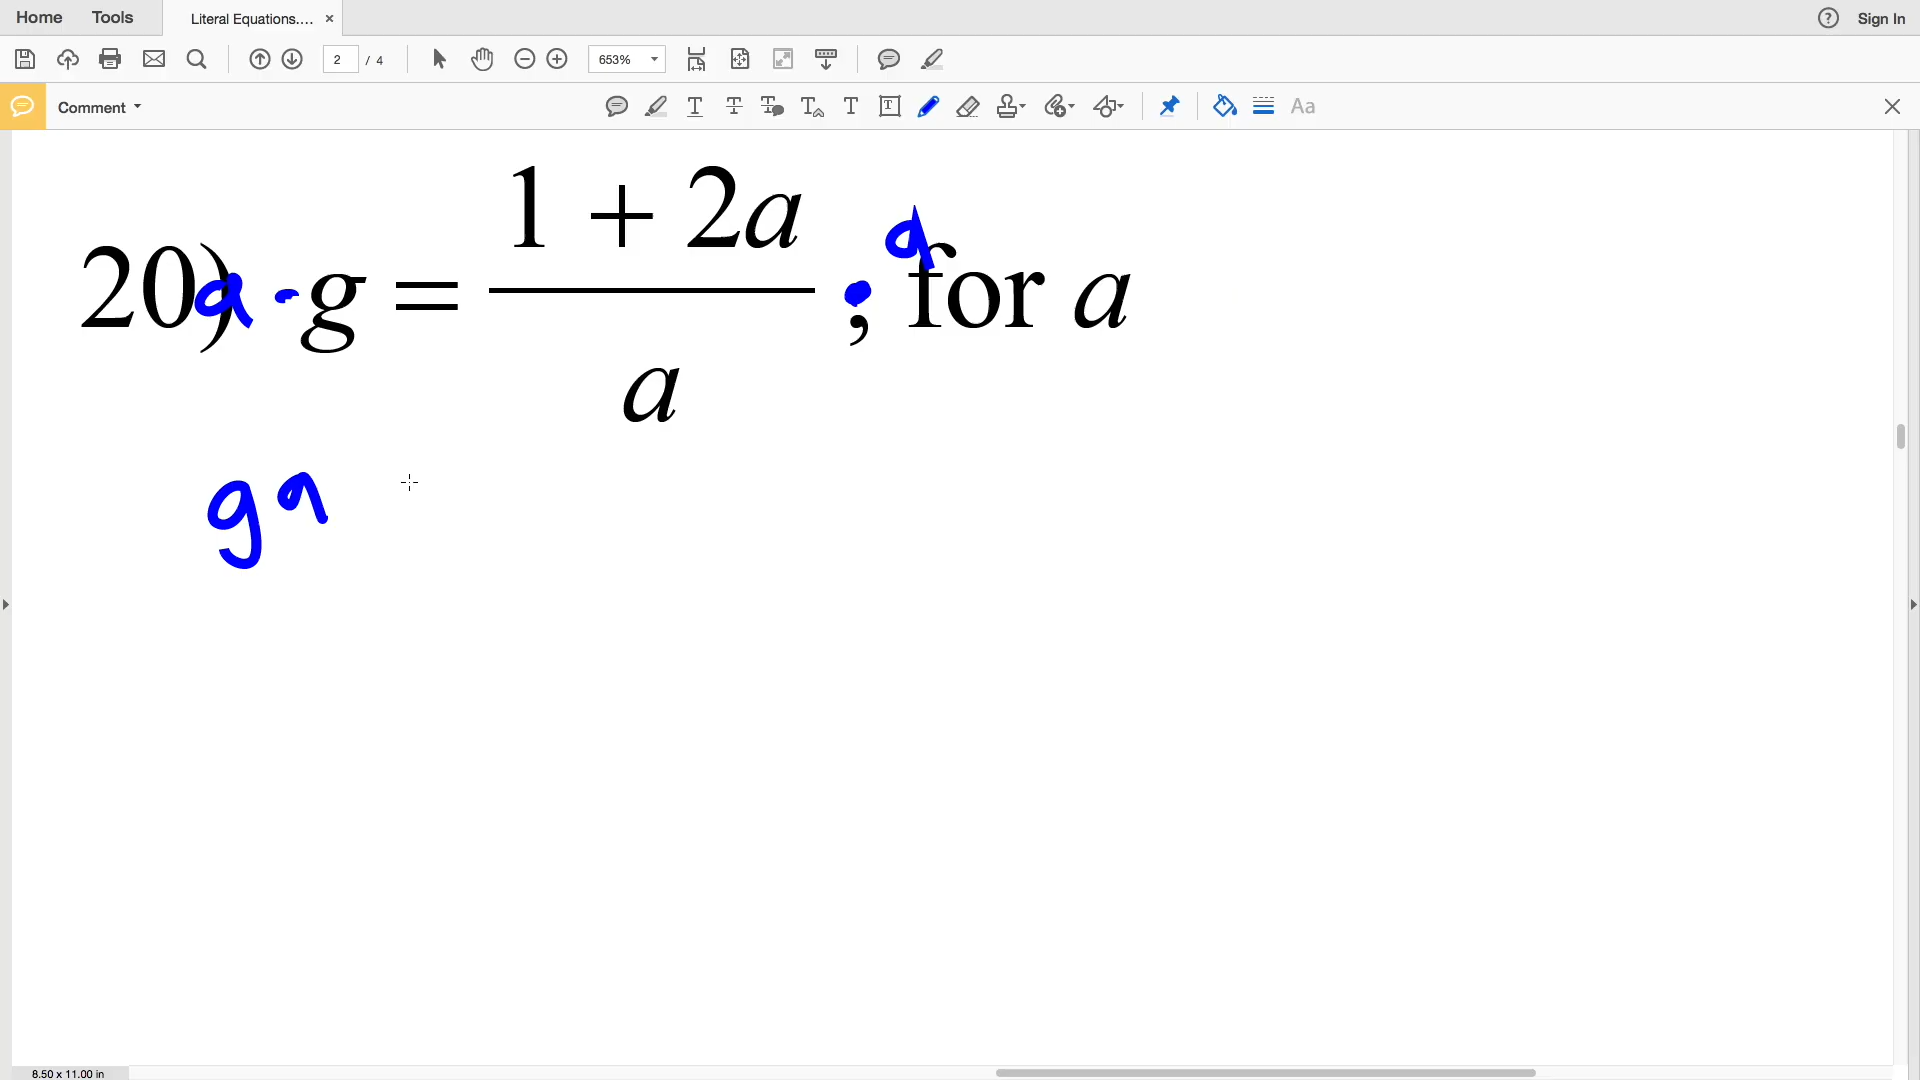 Home Tools Literal Equations.... × ? Sign In
2 / 4 653%
Comment T T T T T T Aa
20) a · g = (1 + 2a)/a · a ; for a
ga
8.50 x 11.00 in